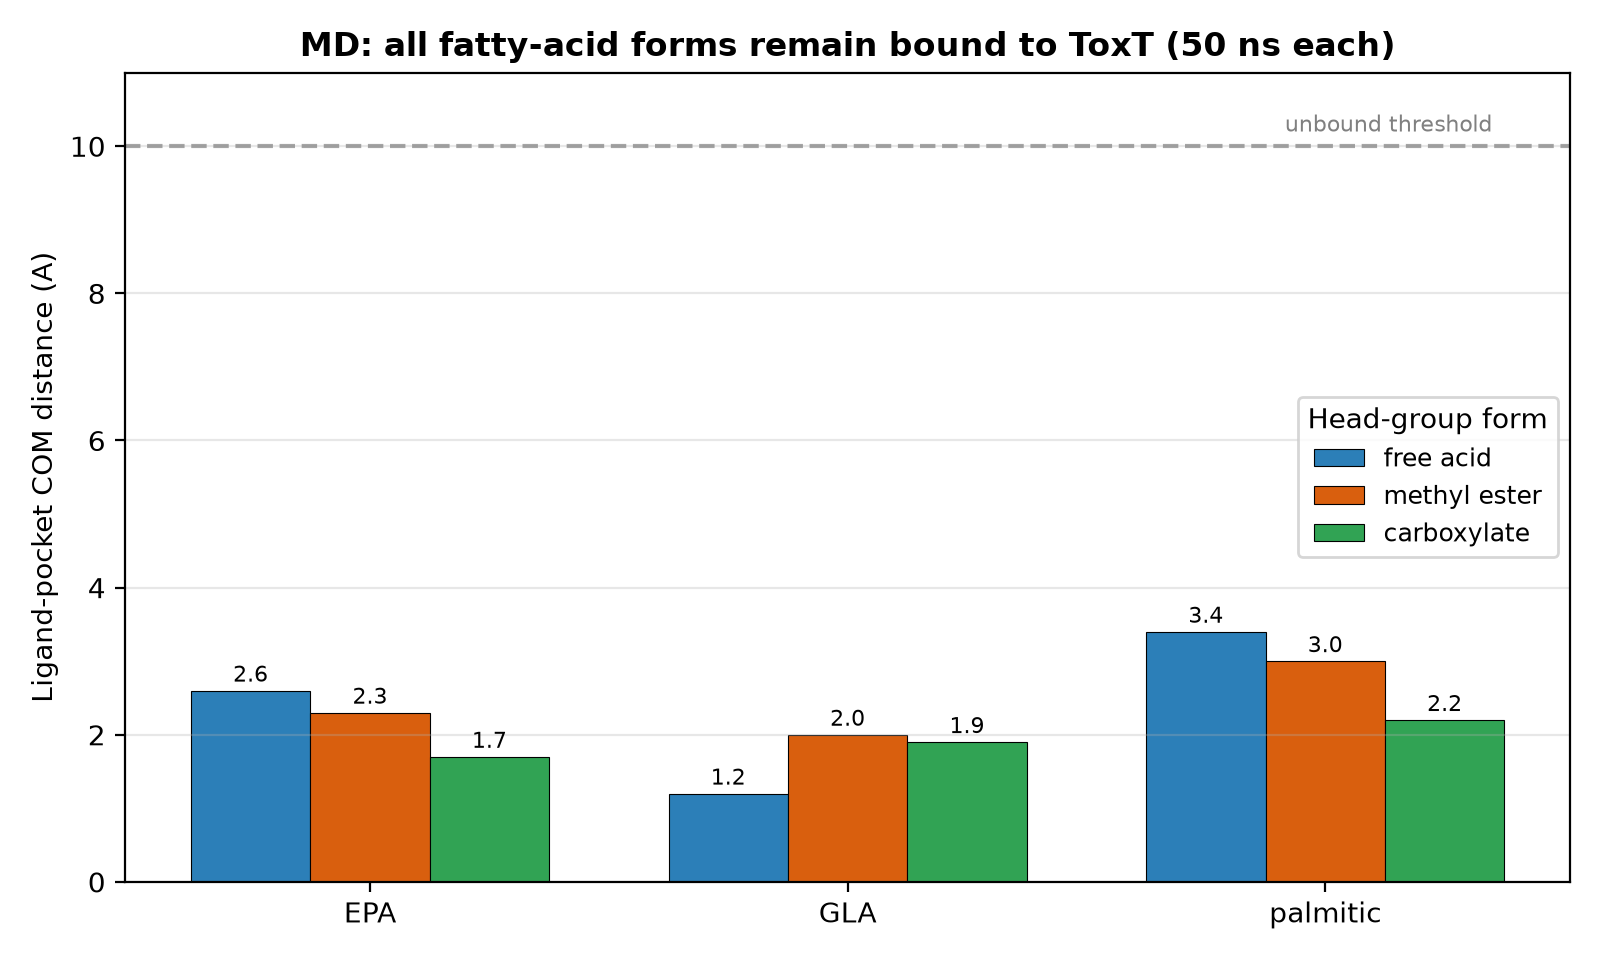 MD: all fatty-acid forms remain bound to ToxT (50 ns each)
unbound threshold
Ligand-pocket COM distance (A)
10
8
6
4
2
0
Head-group form
free acid
methyl ester
carboxylate
2.6
2.3
1.7
1.2
2.0
1.9
3.4
3.0
2.2
EPA
GLA
palmitic